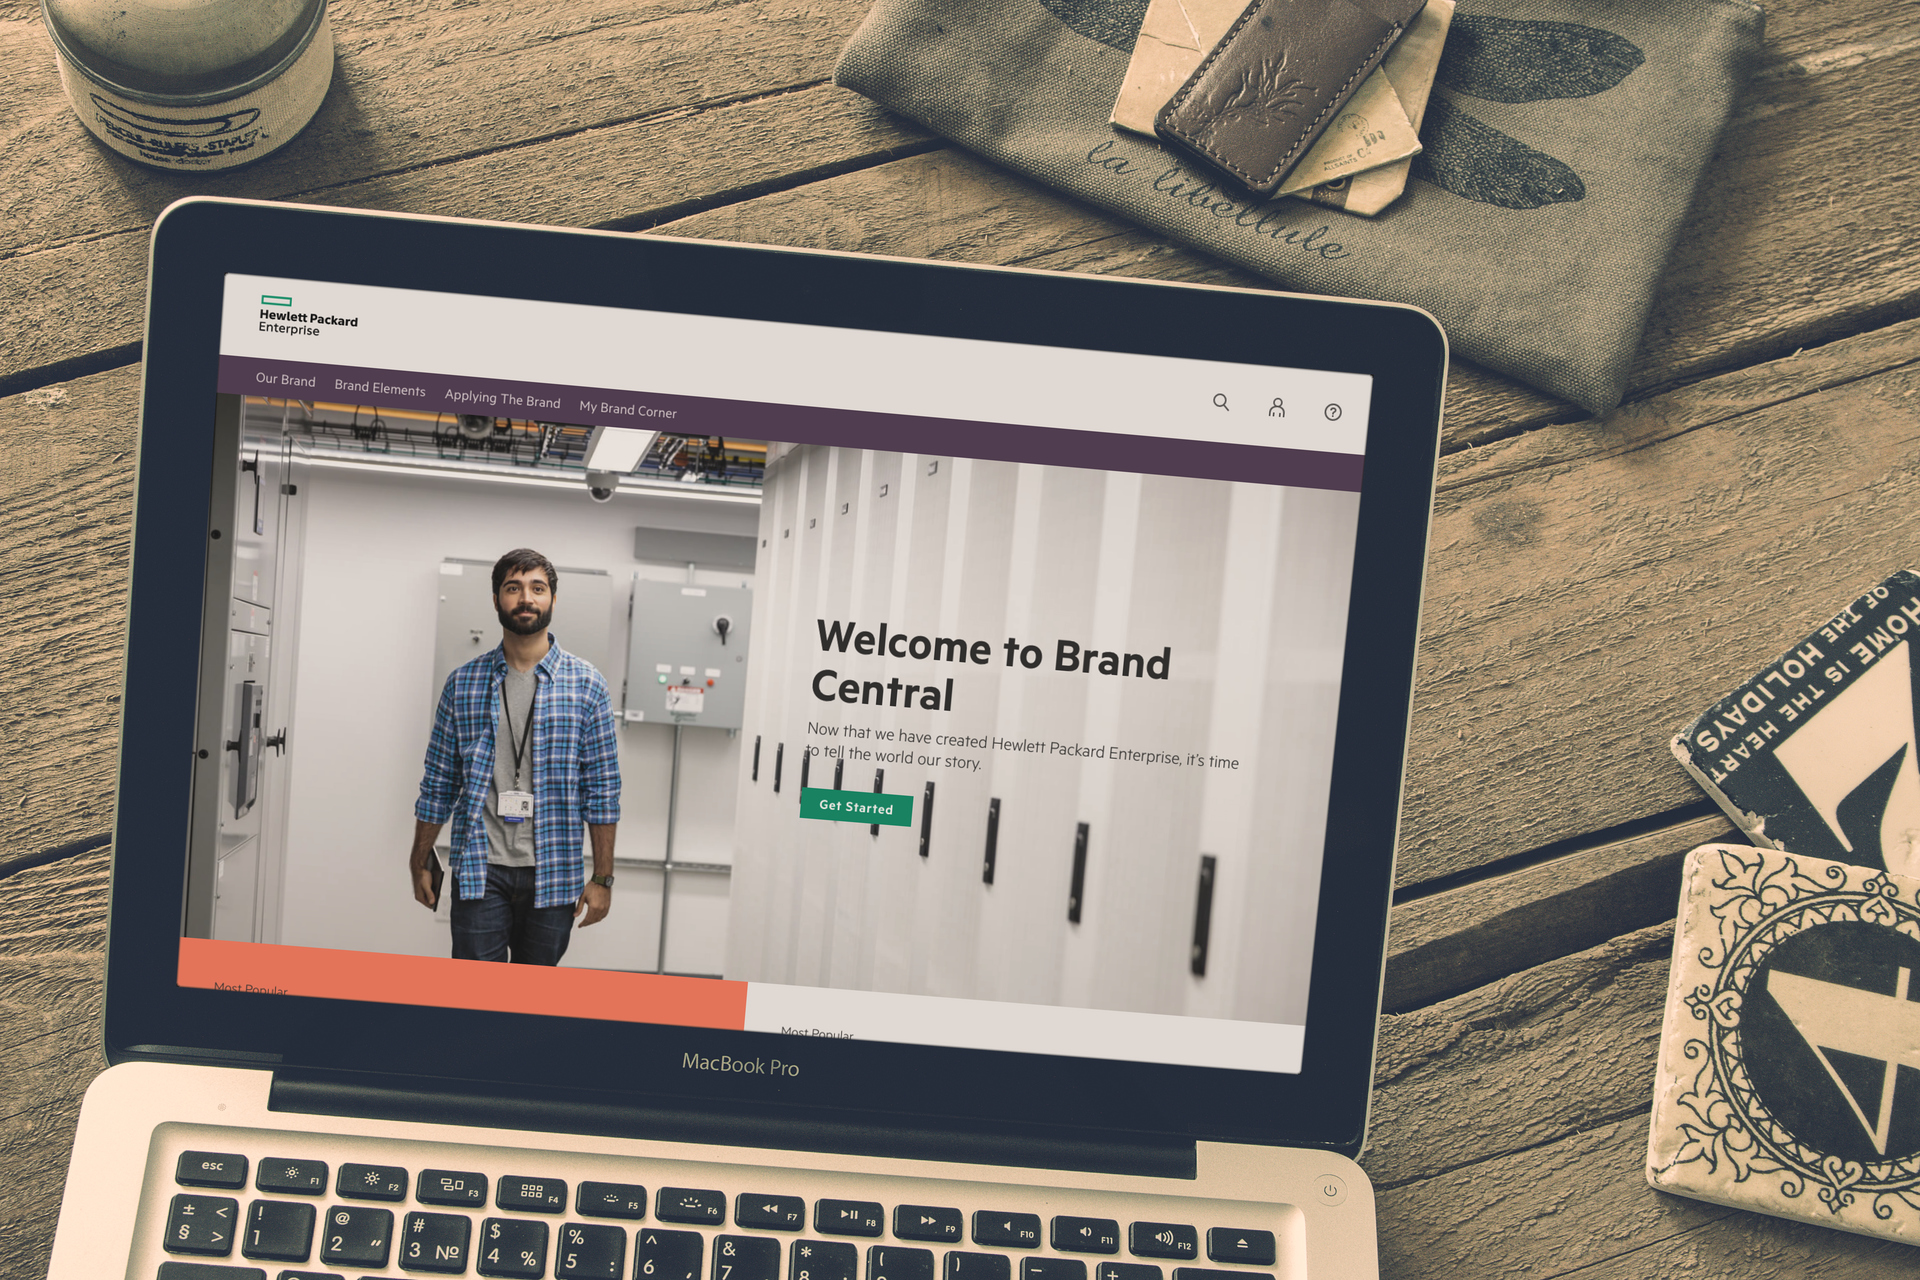 PENCILS-RULERS-STAPLE
house doctor
la libellule
Hewlett Packard
Enterprise
Our Brand
Brand Elements
Applying The Brand
My Brand Corner
Welcome to Brand
Central
Now that we have created Hewlett Packard Enterprise, it's time
to tell the world our story.
Get Started
Most Popular
Most Popular
MacBook Pro
HOME IS THE HEART
OF THE HOLIDAYS
esc
F1
F2
F3
F4
F5
F6
F7
F8
F9
F10
F11
F12
± <
§ >
!
1
@
2 "
#
3 №
$
4 %
%
5 :
^
6 ,
&
7
*
8
(
)
_
+